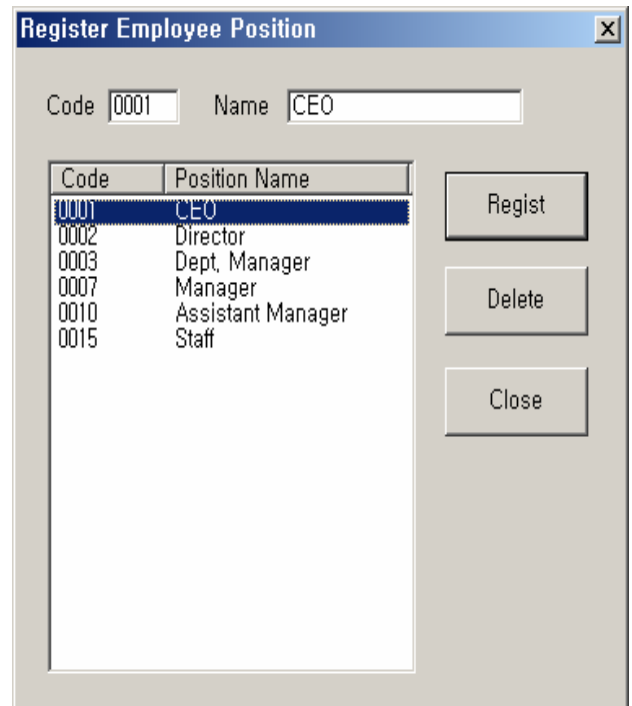 Register Employee Position
Code 0001 Name CEO
Code Position Name
0001 CEO
0002 Director
0003 Dept, Manager
0007 Manager
0010 Assistant Manager
0015 Staff
Regist
Delete
Close